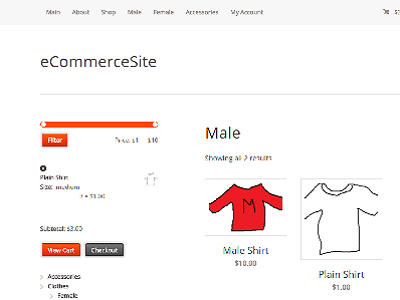 Main About Shop Male Female Accessories My Account
eCommerceSite
Filter Price: $1 — $10
Male
Showing all 2 results
Plain Shirt
Size: medium
1 × $1.00
M
Subtotal: $3.00
View Cart Checkout
Male Shirt
$10.00
Plain Shirt
$1.00
Accessories
Clothes
Female